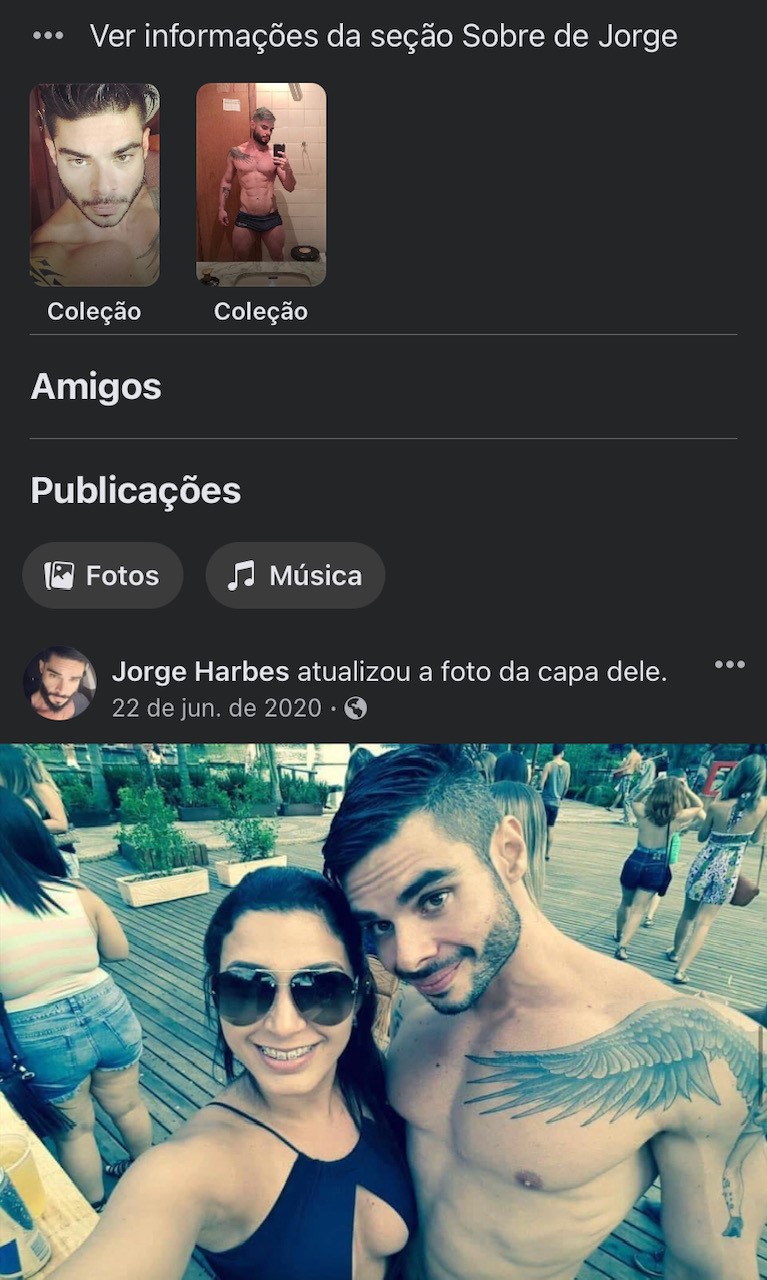 Ver informações da seção Sobre de Jorge
Coleção
Coleção
Amigos
Publicações
Fotos
Música
Jorge Harbes atualizou a foto da capa dele.
22 de jun. de 2020 ·